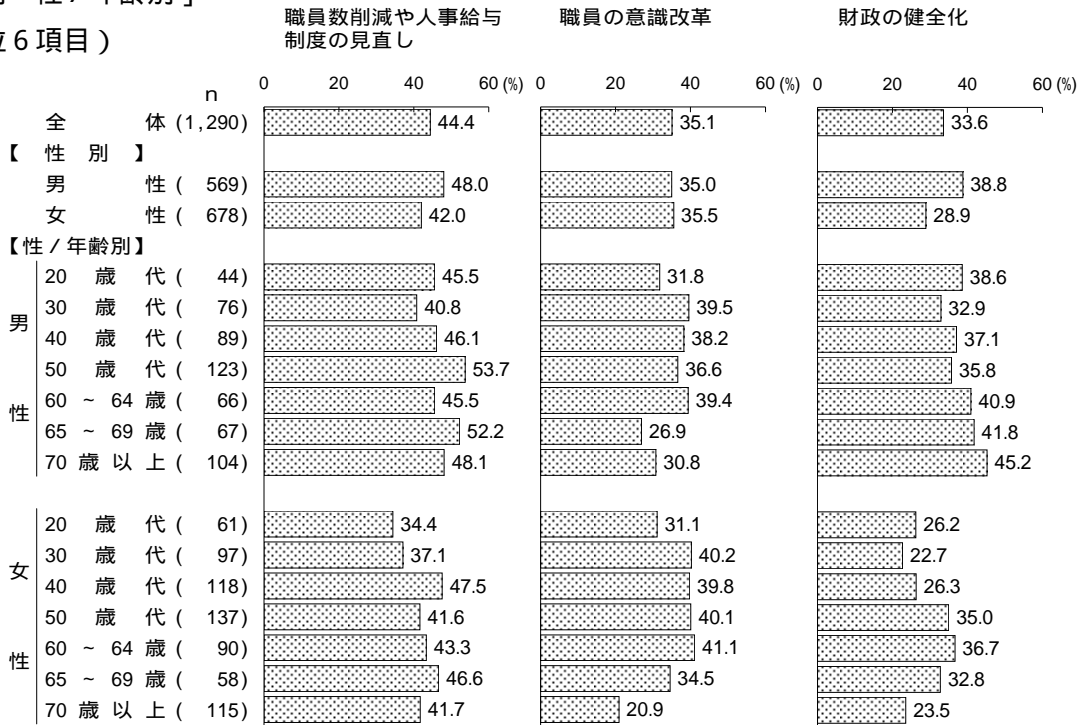 性/年齢別]
位6項目)
職員数削減や人事給与
制度の見直し
職員の意識改革
財政の健全化
n
0 20 40 60 (%) 0 20 40 60 (%) 0 20 40 60 (%)
全 体 (1,290) 44.4 35.1 33.6
【 性 別 】
男 性 ( 569) 48.0 35.0 38.8
女 性 ( 678) 42.0 35.5 28.9
【性/年齢別】
男性
20 歳 代 ( 44) 45.5 31.8 38.6
30 歳 代 ( 76) 40.8 39.5 32.9
40 歳 代 ( 89) 46.1 38.2 37.1
50 歳 代 ( 123) 53.7 36.6 35.8
60 ~ 64 歳 ( 66) 45.5 39.4 40.9
65 ~ 69 歳 ( 67) 52.2 26.9 41.8
70 歳 以 上 ( 104) 48.1 30.8 45.2
女性
20 歳 代 ( 61) 34.4 31.1 26.2
30 歳 代 ( 97) 37.1 40.2 22.7
40 歳 代 ( 118) 47.5 39.8 26.3
50 歳 代 ( 137) 41.6 40.1 35.0
60 ~ 64 歳 ( 90) 43.3 41.1 36.7
65 ~ 69 歳 ( 58) 46.6 34.5 32.8
70 歳 以 上 ( 115) 41.7 20.9 23.5